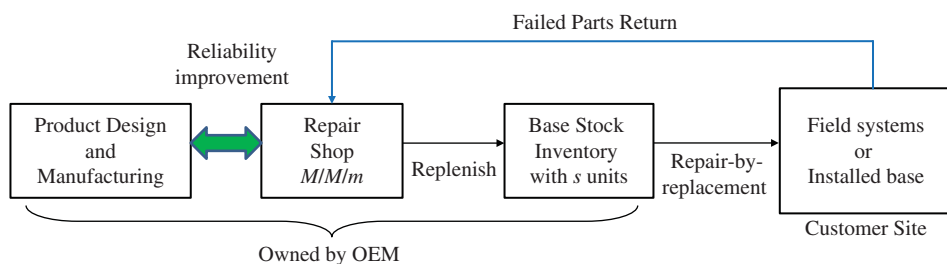 Failed Parts Return
Reliability
improvement
Product Design
and
Manufacturing
Repair
Shop
M/M/m
Replenish
Base Stock
Inventory
with s units
Repair-by-
replacement
Field systems
or
Installed base
Customer Site
Owned by OEM